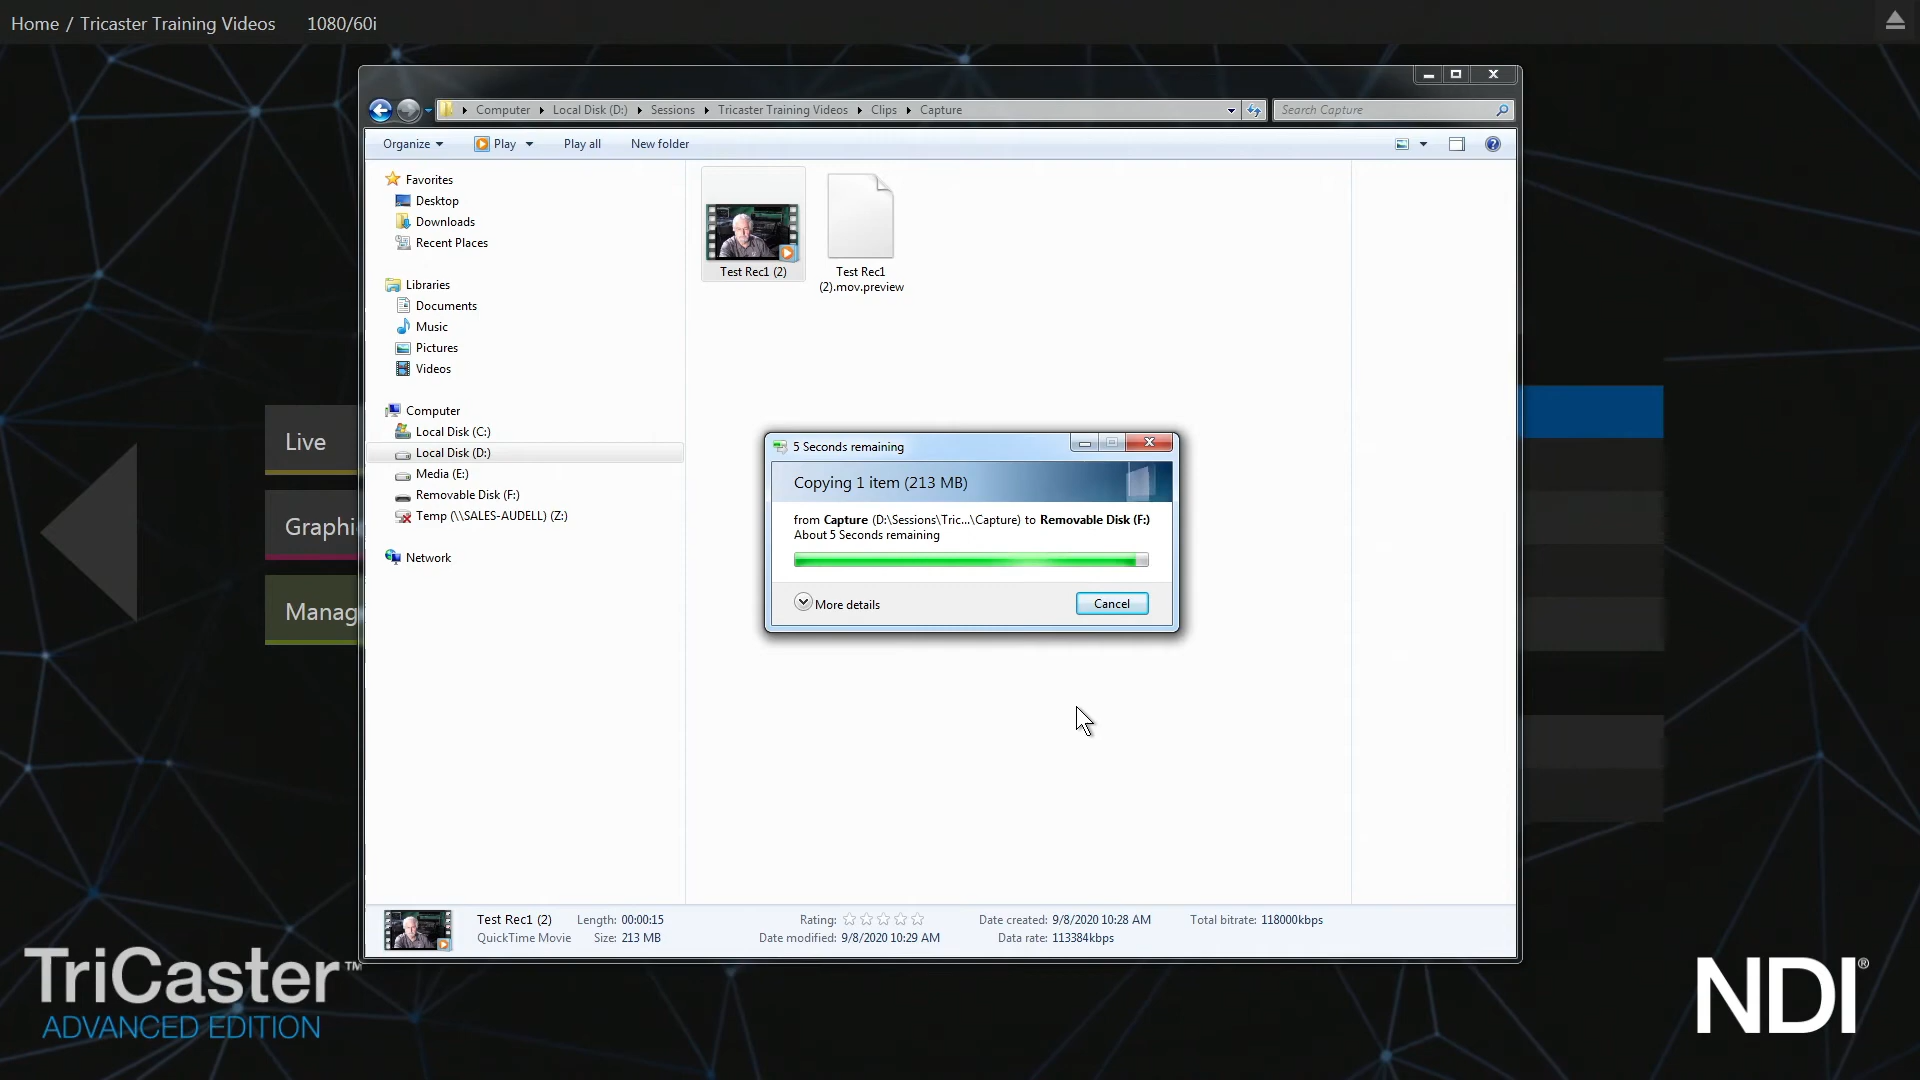 Home / Tricaster Training Videos 1080/60i
Computer Local Disk (D:) Sessions Tricaster Training Videos Clips Capture
Search Capture
Organize Play Play all New folder
Favorites
Desktop
Downloads
Recent Places
Libraries
Documents
Music
Pictures
Videos
Computer
Local Disk (C:)
Local Disk (D:)
Media (E:)
Removable Disk (F:)
Temp (\\SALES-AUDELL) (Z:)
Network
Test Rec1 (2)
Test Rec1
(2).mov.preview
Live
Graphi
Manag
5 Seconds remaining
Copying 1 item (213 MB)
from Capture (D:\Sessions\Tric...\Capture) to Removable Disk (F:)
About 5 Seconds remaining
More details
Cancel
Test Rec1 (2) Length: 00:00:15 Rating: Date created: 9/8/2020 10:28 AM Total bitrate: 118000kbps
QuickTime Movie Size: 213 MB Date modified: 9/8/2020 10:29 AM Data rate: 113384kbps
TriCaster™
ADVANCED EDITION
NDI®